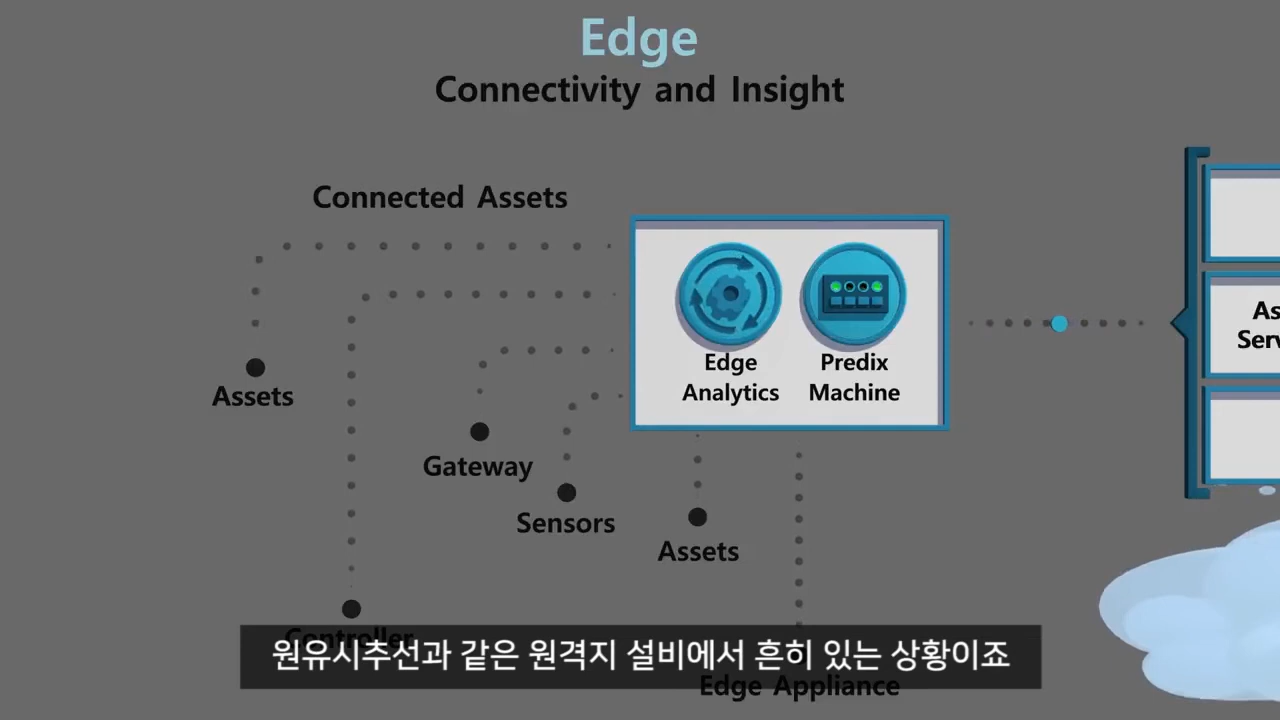 Edge
Connectivity and Insight
Connected Assets
Edge
Analytics
Predix
Machine
Assets
Gateway
Sensors
Assets
Controller
원유시추선과 같은 원격지 설비에서 흔히 있는 상황이죠
Edge Appliance